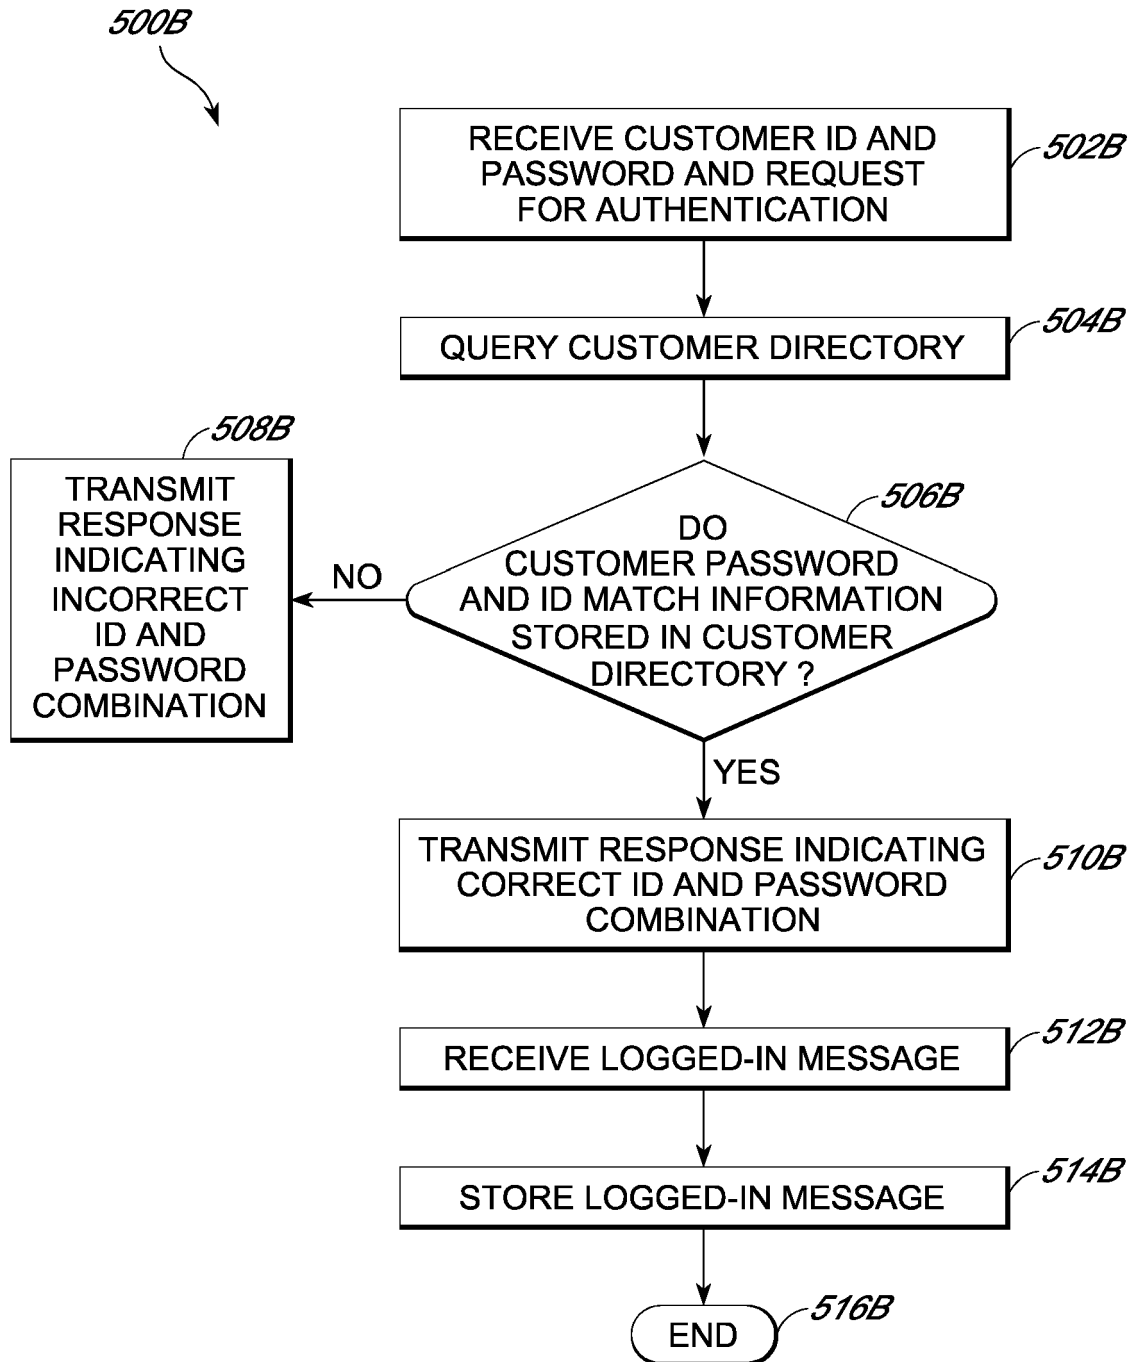 500B
RECEIVE CUSTOMER ID AND
PASSWORD AND REQUEST
FOR AUTHENTICATION
502B
QUERY CUSTOMER DIRECTORY
504B
508B
TRANSMIT
RESPONSE
INDICATING
INCORRECT
ID AND
PASSWORD
COMBINATION
NO
506B
DO
CUSTOMER PASSWORD
AND ID MATCH INFORMATION
STORED IN CUSTOMER
DIRECTORY ?
YES
TRANSMIT RESPONSE INDICATING
CORRECT ID AND PASSWORD
COMBINATION
510B
RECEIVE LOGGED-IN MESSAGE
512B
STORE LOGGED-IN MESSAGE
514B
END
516B